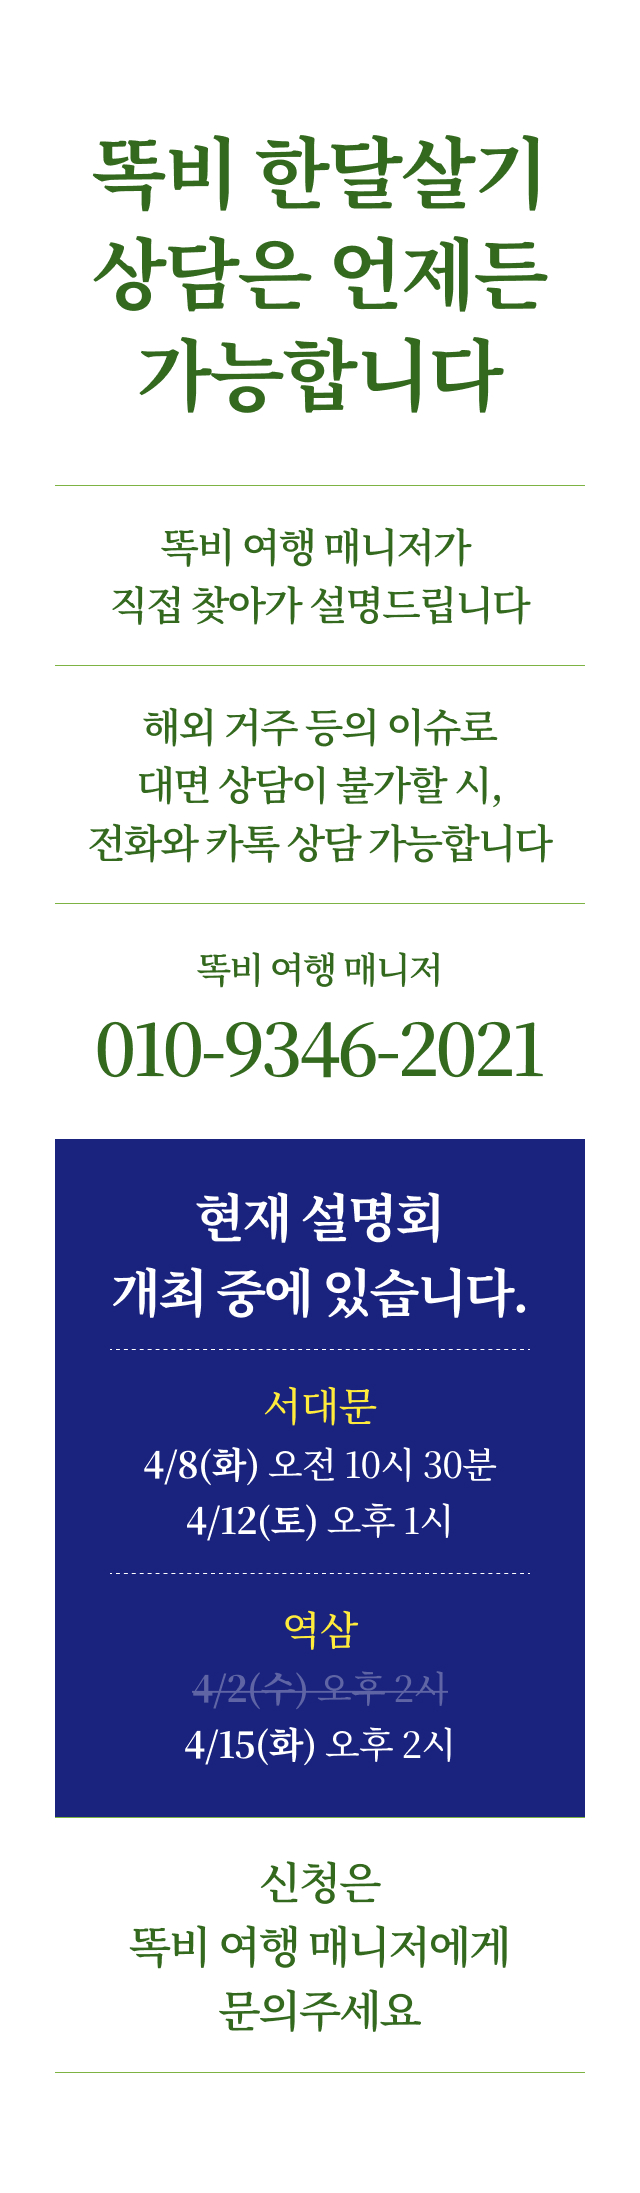 똑비 한달살기
상담은 언제든
가능합니다
똑비 여행 매니저가
직접 찾아가 설명드립니다
해외 거주 등의 이슈로
대면 상담이 불가할 시,
전화와 카톡 상담 가능합니다
똑비 여행 매니저
010-9346-2021
현재 설명회
개최 중에 있습니다.
서대문
4/8(화) 오전 10시 30분
4/12(토) 오후 1시
역삼
4/2(수) 오후 2시
4/15(화) 오후 2시
신청은
똑비 여행 매니저에게
문의주세요